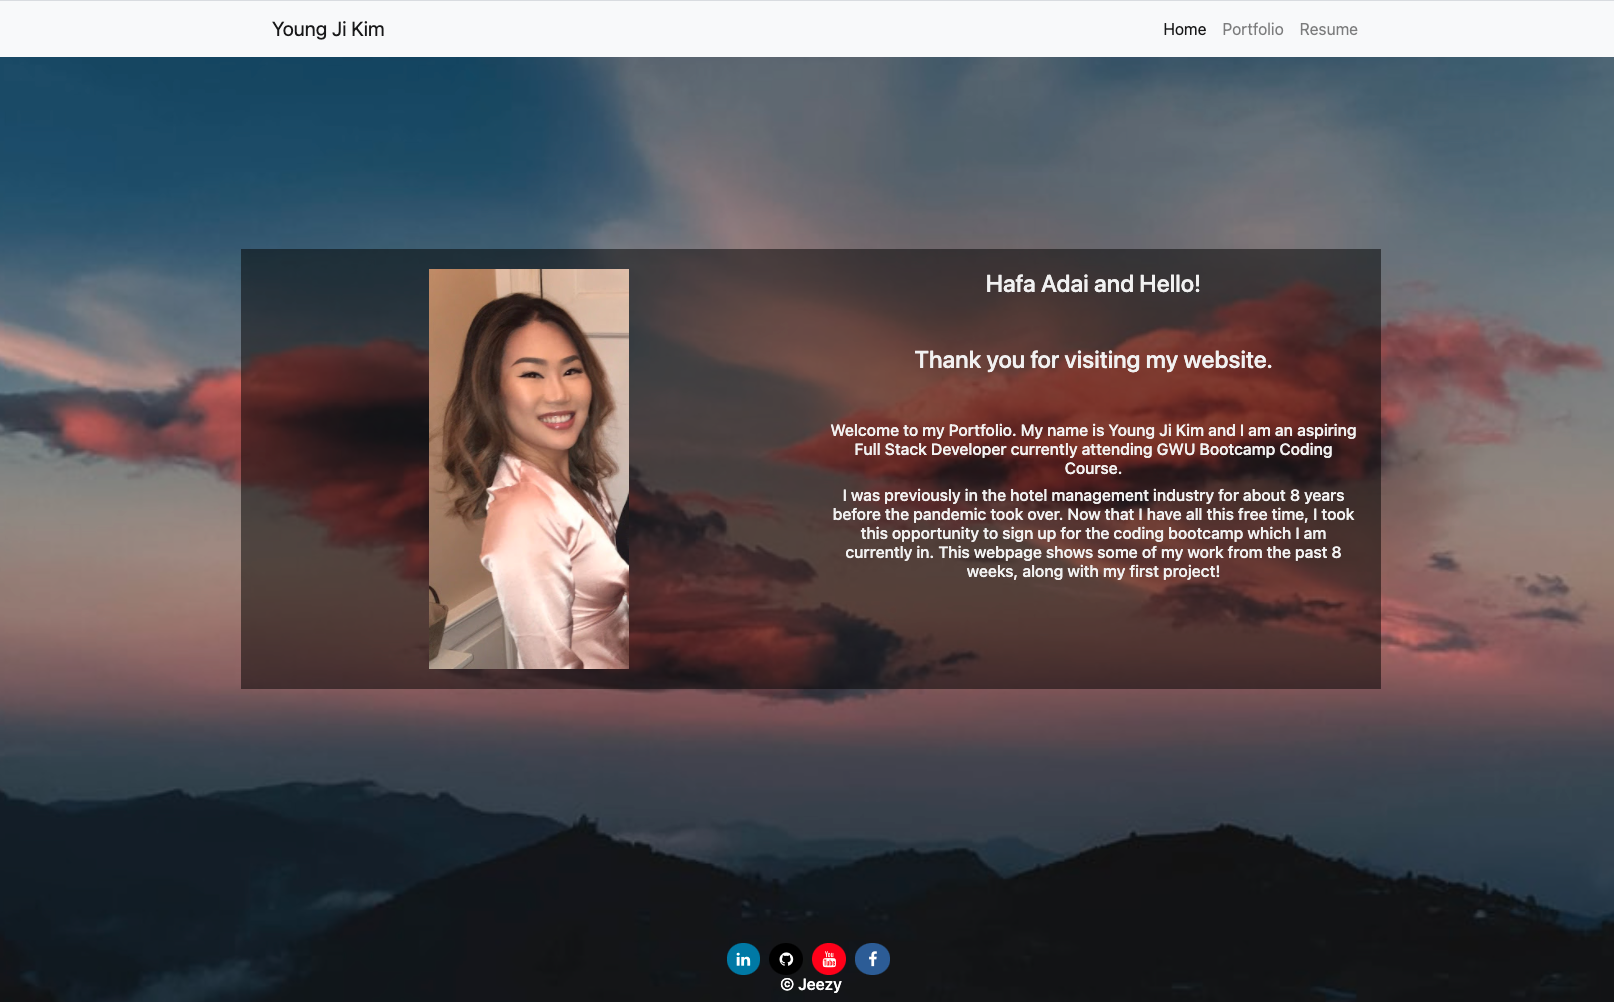 Young Ji Kim
Home Portfolio Resume
Hafa Adai and Hello!
Thank you for visiting my website.
Welcome to my Portfolio. My name is Young Ji Kim and I am an aspiring
Full Stack Developer currently attending GWU Bootcamp Coding
Course.
I was previously in the hotel management industry for about 8 years
before the pandemic took over. Now that I have all this free time, I took
this opportunity to sign up for the coding bootcamp which I am
currently in. This webpage shows some of my work from the past 8
weeks, along with my first project!
in You Tube f
© Jeezy